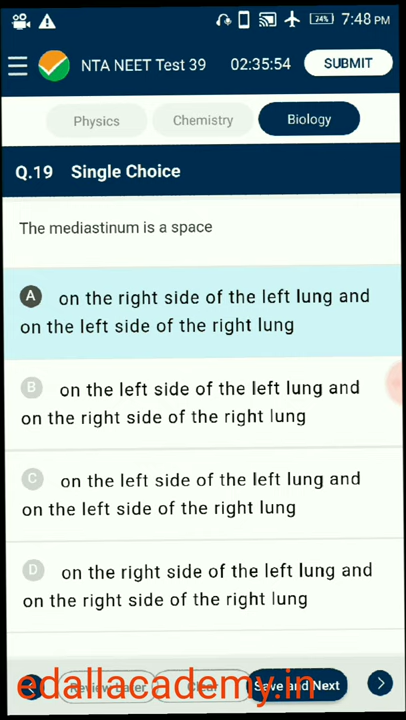 24% 7:48 PM
NTA NEET Test 39 02:35:54 SUBMIT
Physics Chemistry Biology
Q.19 Single Choice
The mediastinum is a space
A on the right side of the left lung and
on the left side of the right lung
B on the left side of the left lung and
on the right side of the right lung
C on the left side of the left lung and
on the left side of the right lung
D on the right side of the left lung and
on the right side of the right lung
Save and Next
edallacademy.in